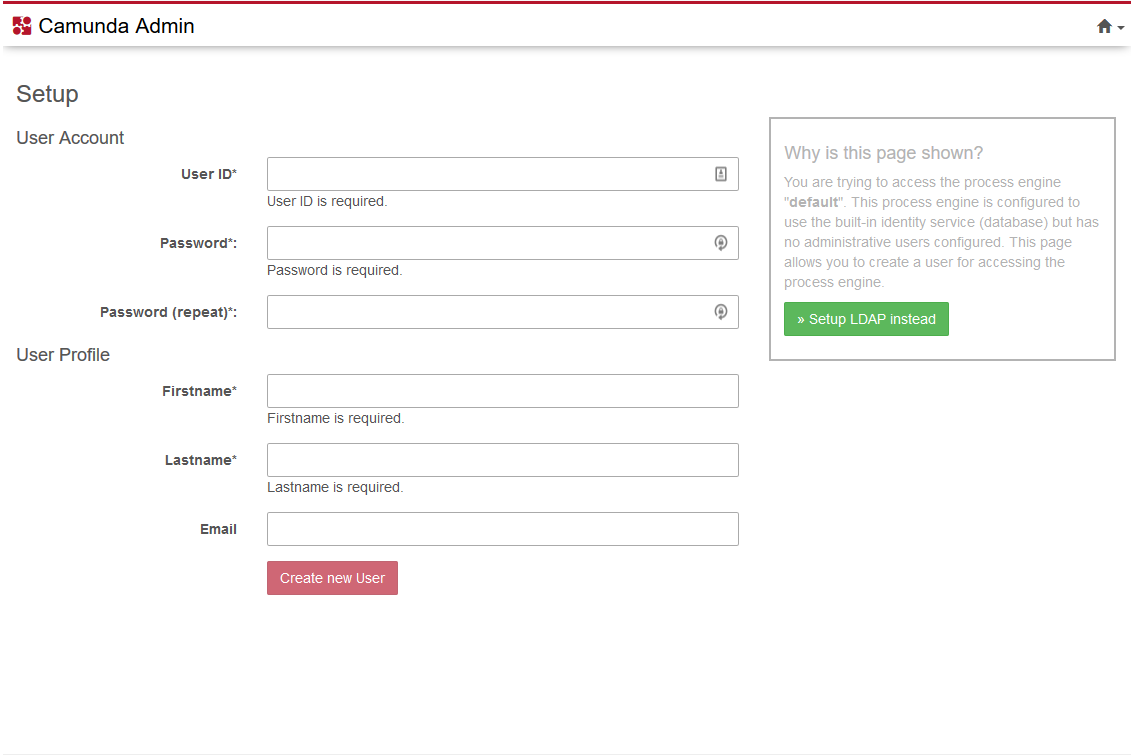 Camunda Admin
Setup
User Account
User ID*
User ID is required.
Password*:
Password is required.
Password (repeat)*:
User Profile
Firstname*
Firstname is required.
Lastname*
Lastname is required.
Email
Create new User
Why is this page shown?
You are trying to access the process engine
"default". This process engine is configured to
use the built-in identity service (database) but has
no administrative users configured. This page
allows you to create a user for accessing the
process engine.
» Setup LDAP instead